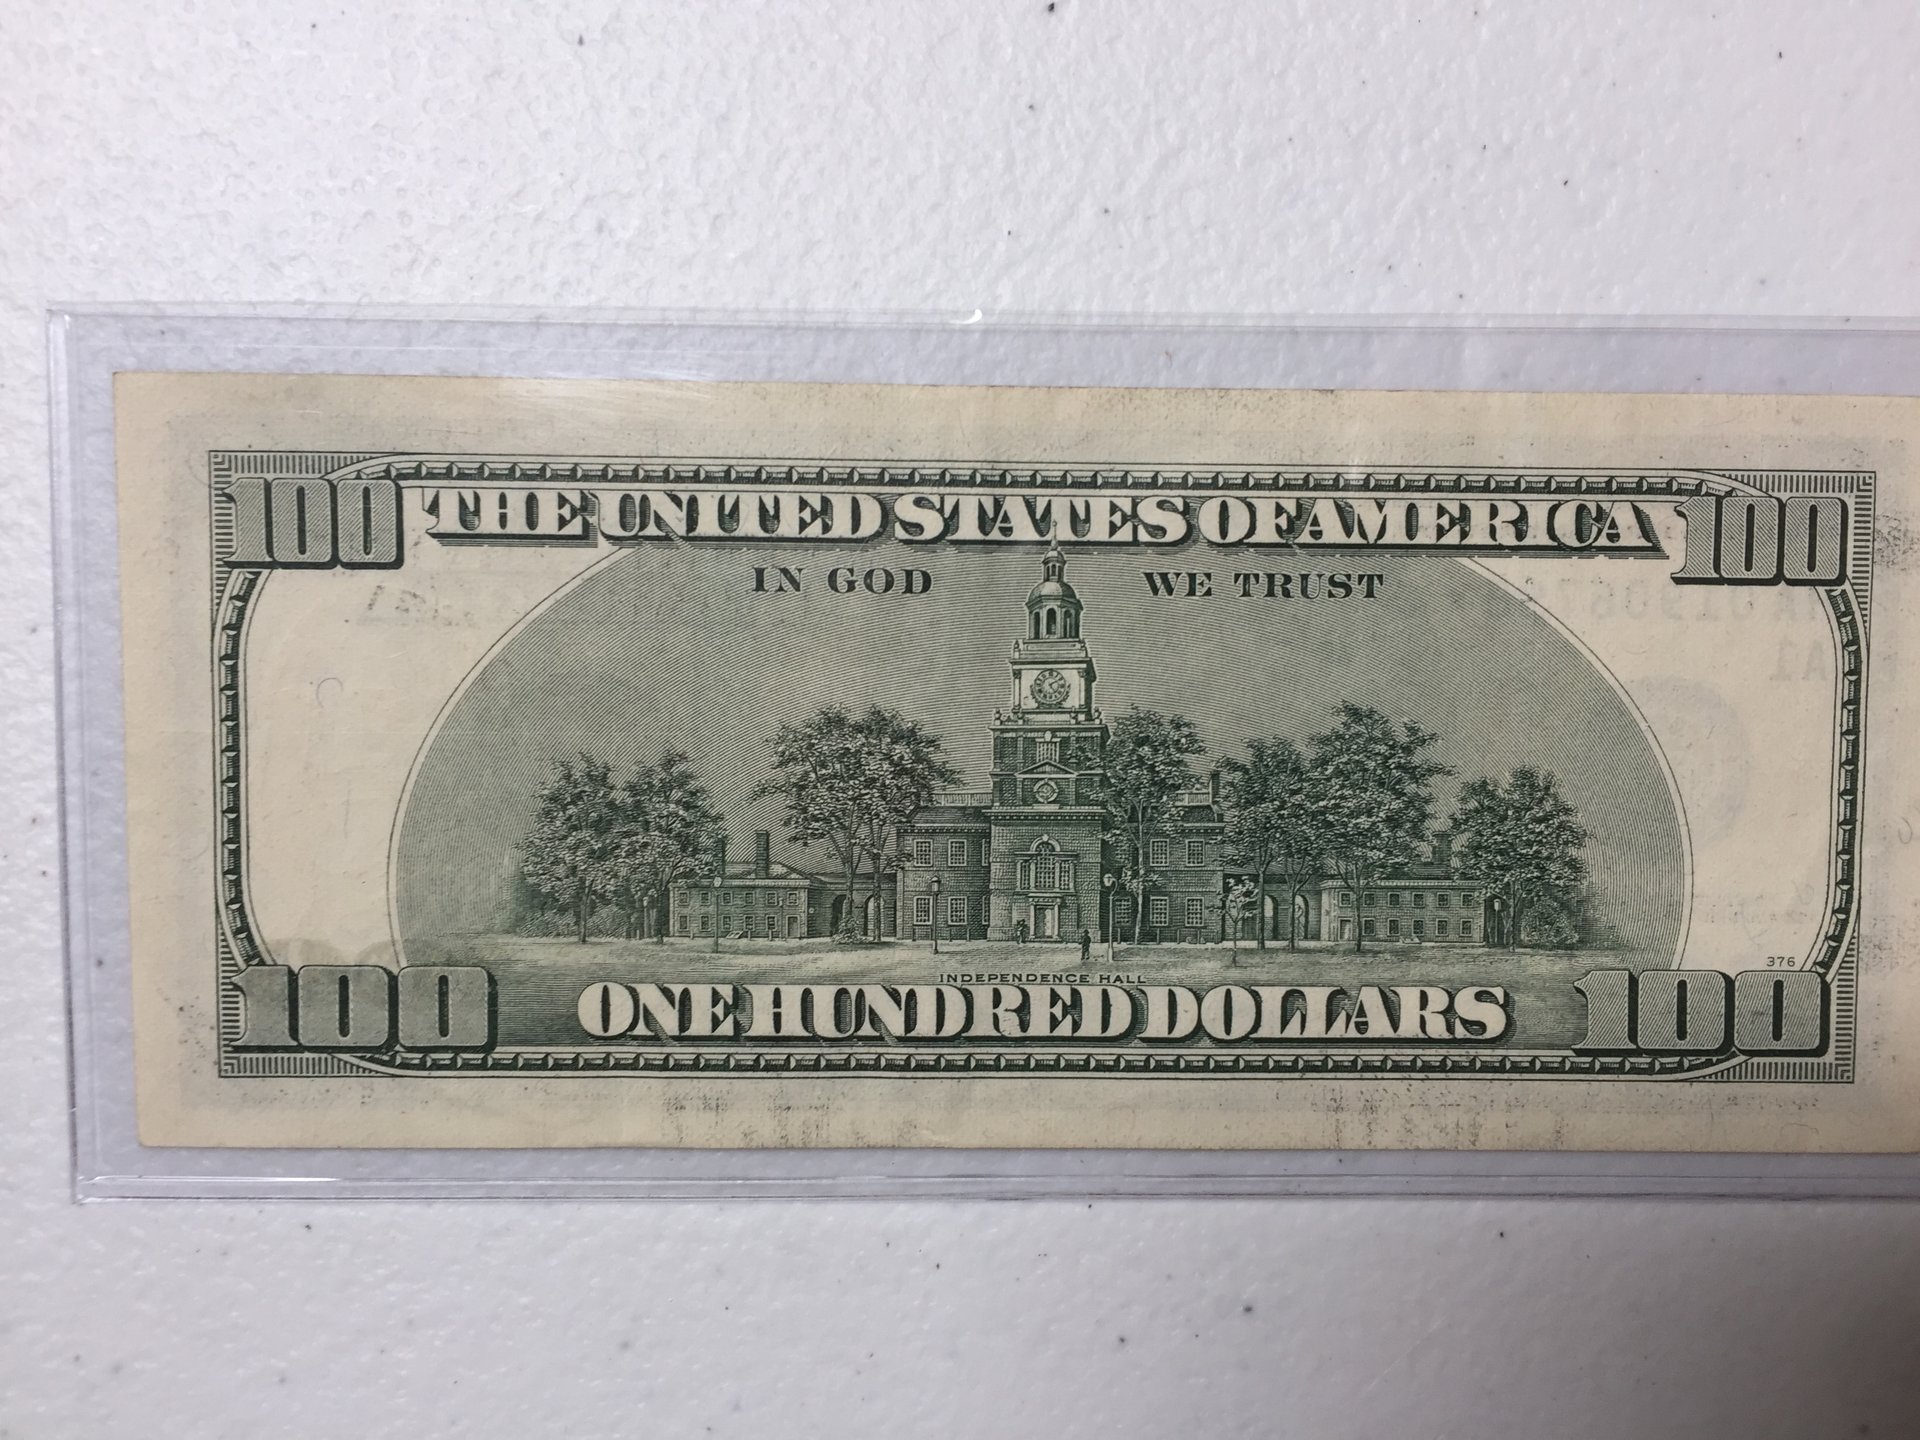 100 THE UNITED STATES OF AMERICA 100
IN GOD WE TRUST
INDEPENDENCE HALL
376
100 ONE HUNDRED DOLLARS 100